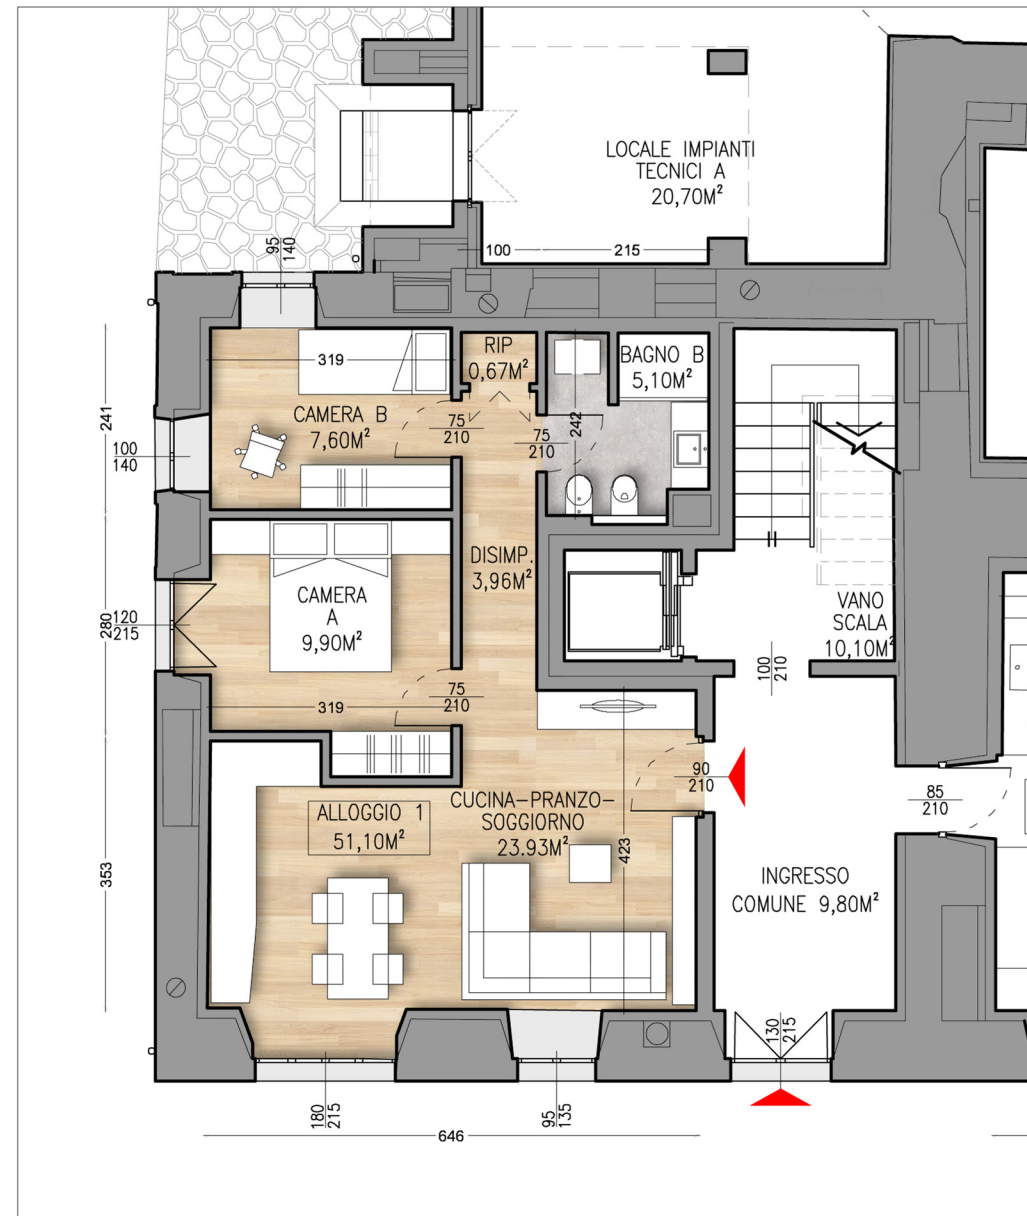 LOCALE IMPIANTI
TECNICI A
20,70M²
95
140
100
215
319
RIP
0,67M²
BAGNO B
5,10M²
241
CAMERA B
7,60M²
75
210
75
210
242
100
140
DISIMP.
3,96M²
CAMERA
A
9,90M²
280
120
215
VANO
SCALA
10,10M²
100
210
319
75
210
90
210
85
210
ALLOGGIO 1
51,10M²
CUCINA-PRANZO-
SOGGIORNO
23.93M²
423
353
INGRESSO
COMUNE 9,80M²
130
215
180
215
95
135
646